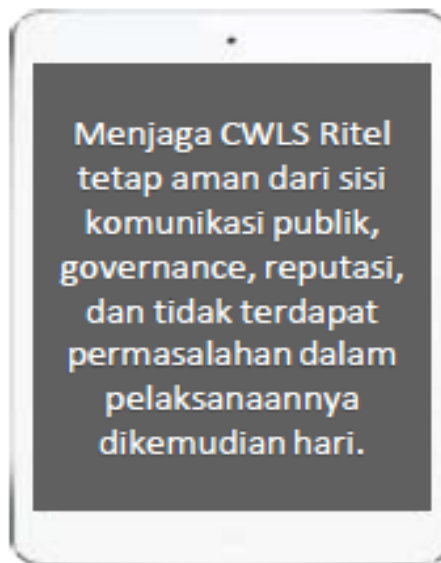 Menjaga CWLS Ritel
tetap aman dari sisi
komunikasi publik,
governance, reputasi,
dan tidak terdapat
permasalahan dalam
pelaksanaannya
dikemudian hari.